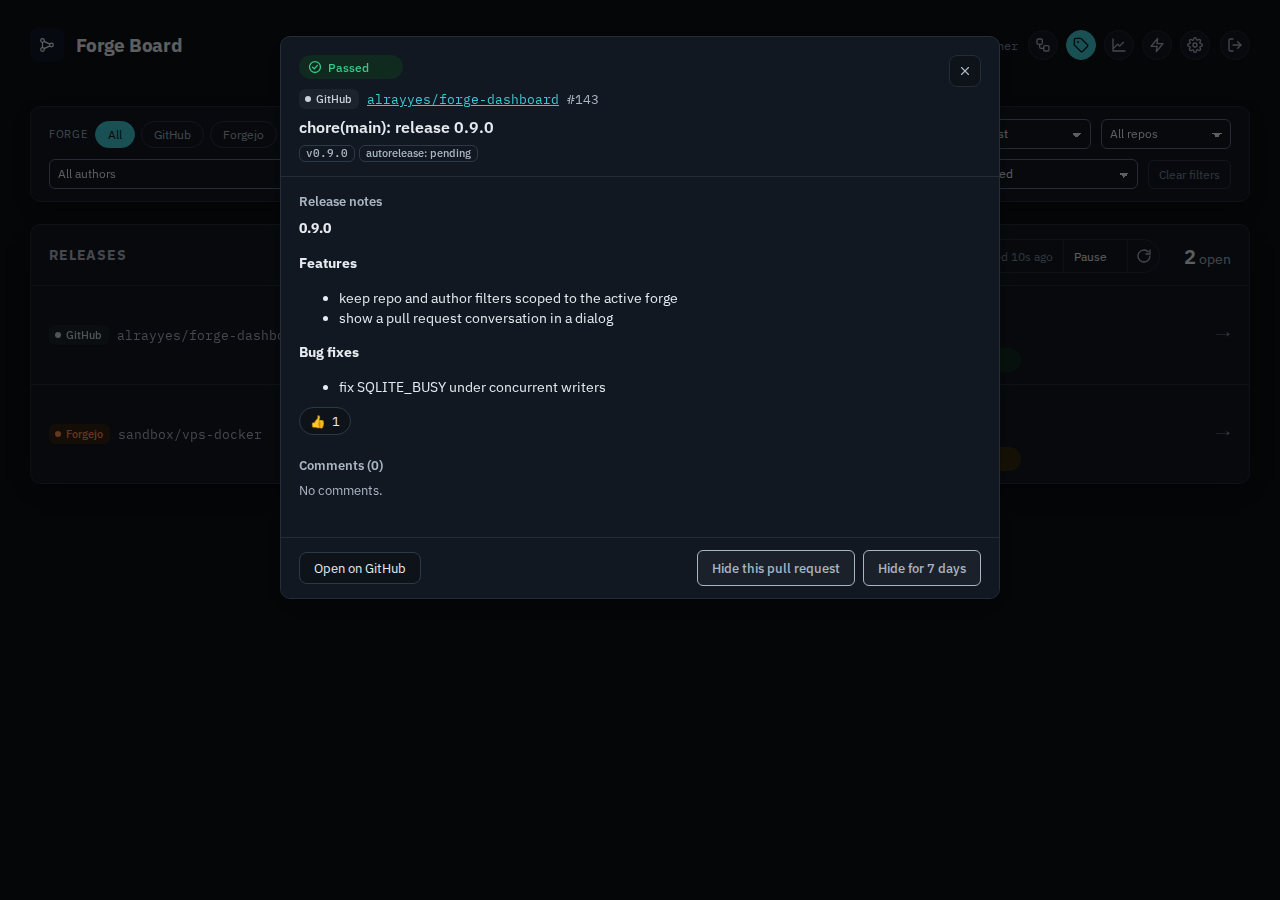 Forge Board
Passed
GitHub alrayyes/forge-dashboard #143
chore(main): release 0.9.0
v0.9.0 autorelease: pending
FORGE All GitHub Forgejo
All repos
All authors
Clear filters
Release notes
0.9.0
RELEASES
10s ago Pause
2 open
Features
keep repo and author filters scoped to the active forge
show a pull request conversation in a dialog
GitHub
Bug fixes
fix SQLITE_BUSY under concurrent writers
👍 1
Forgejo sandbox/vps-docker
Comments (0)
No comments.
Open on GitHub Hide this pull request Hide for 7 days